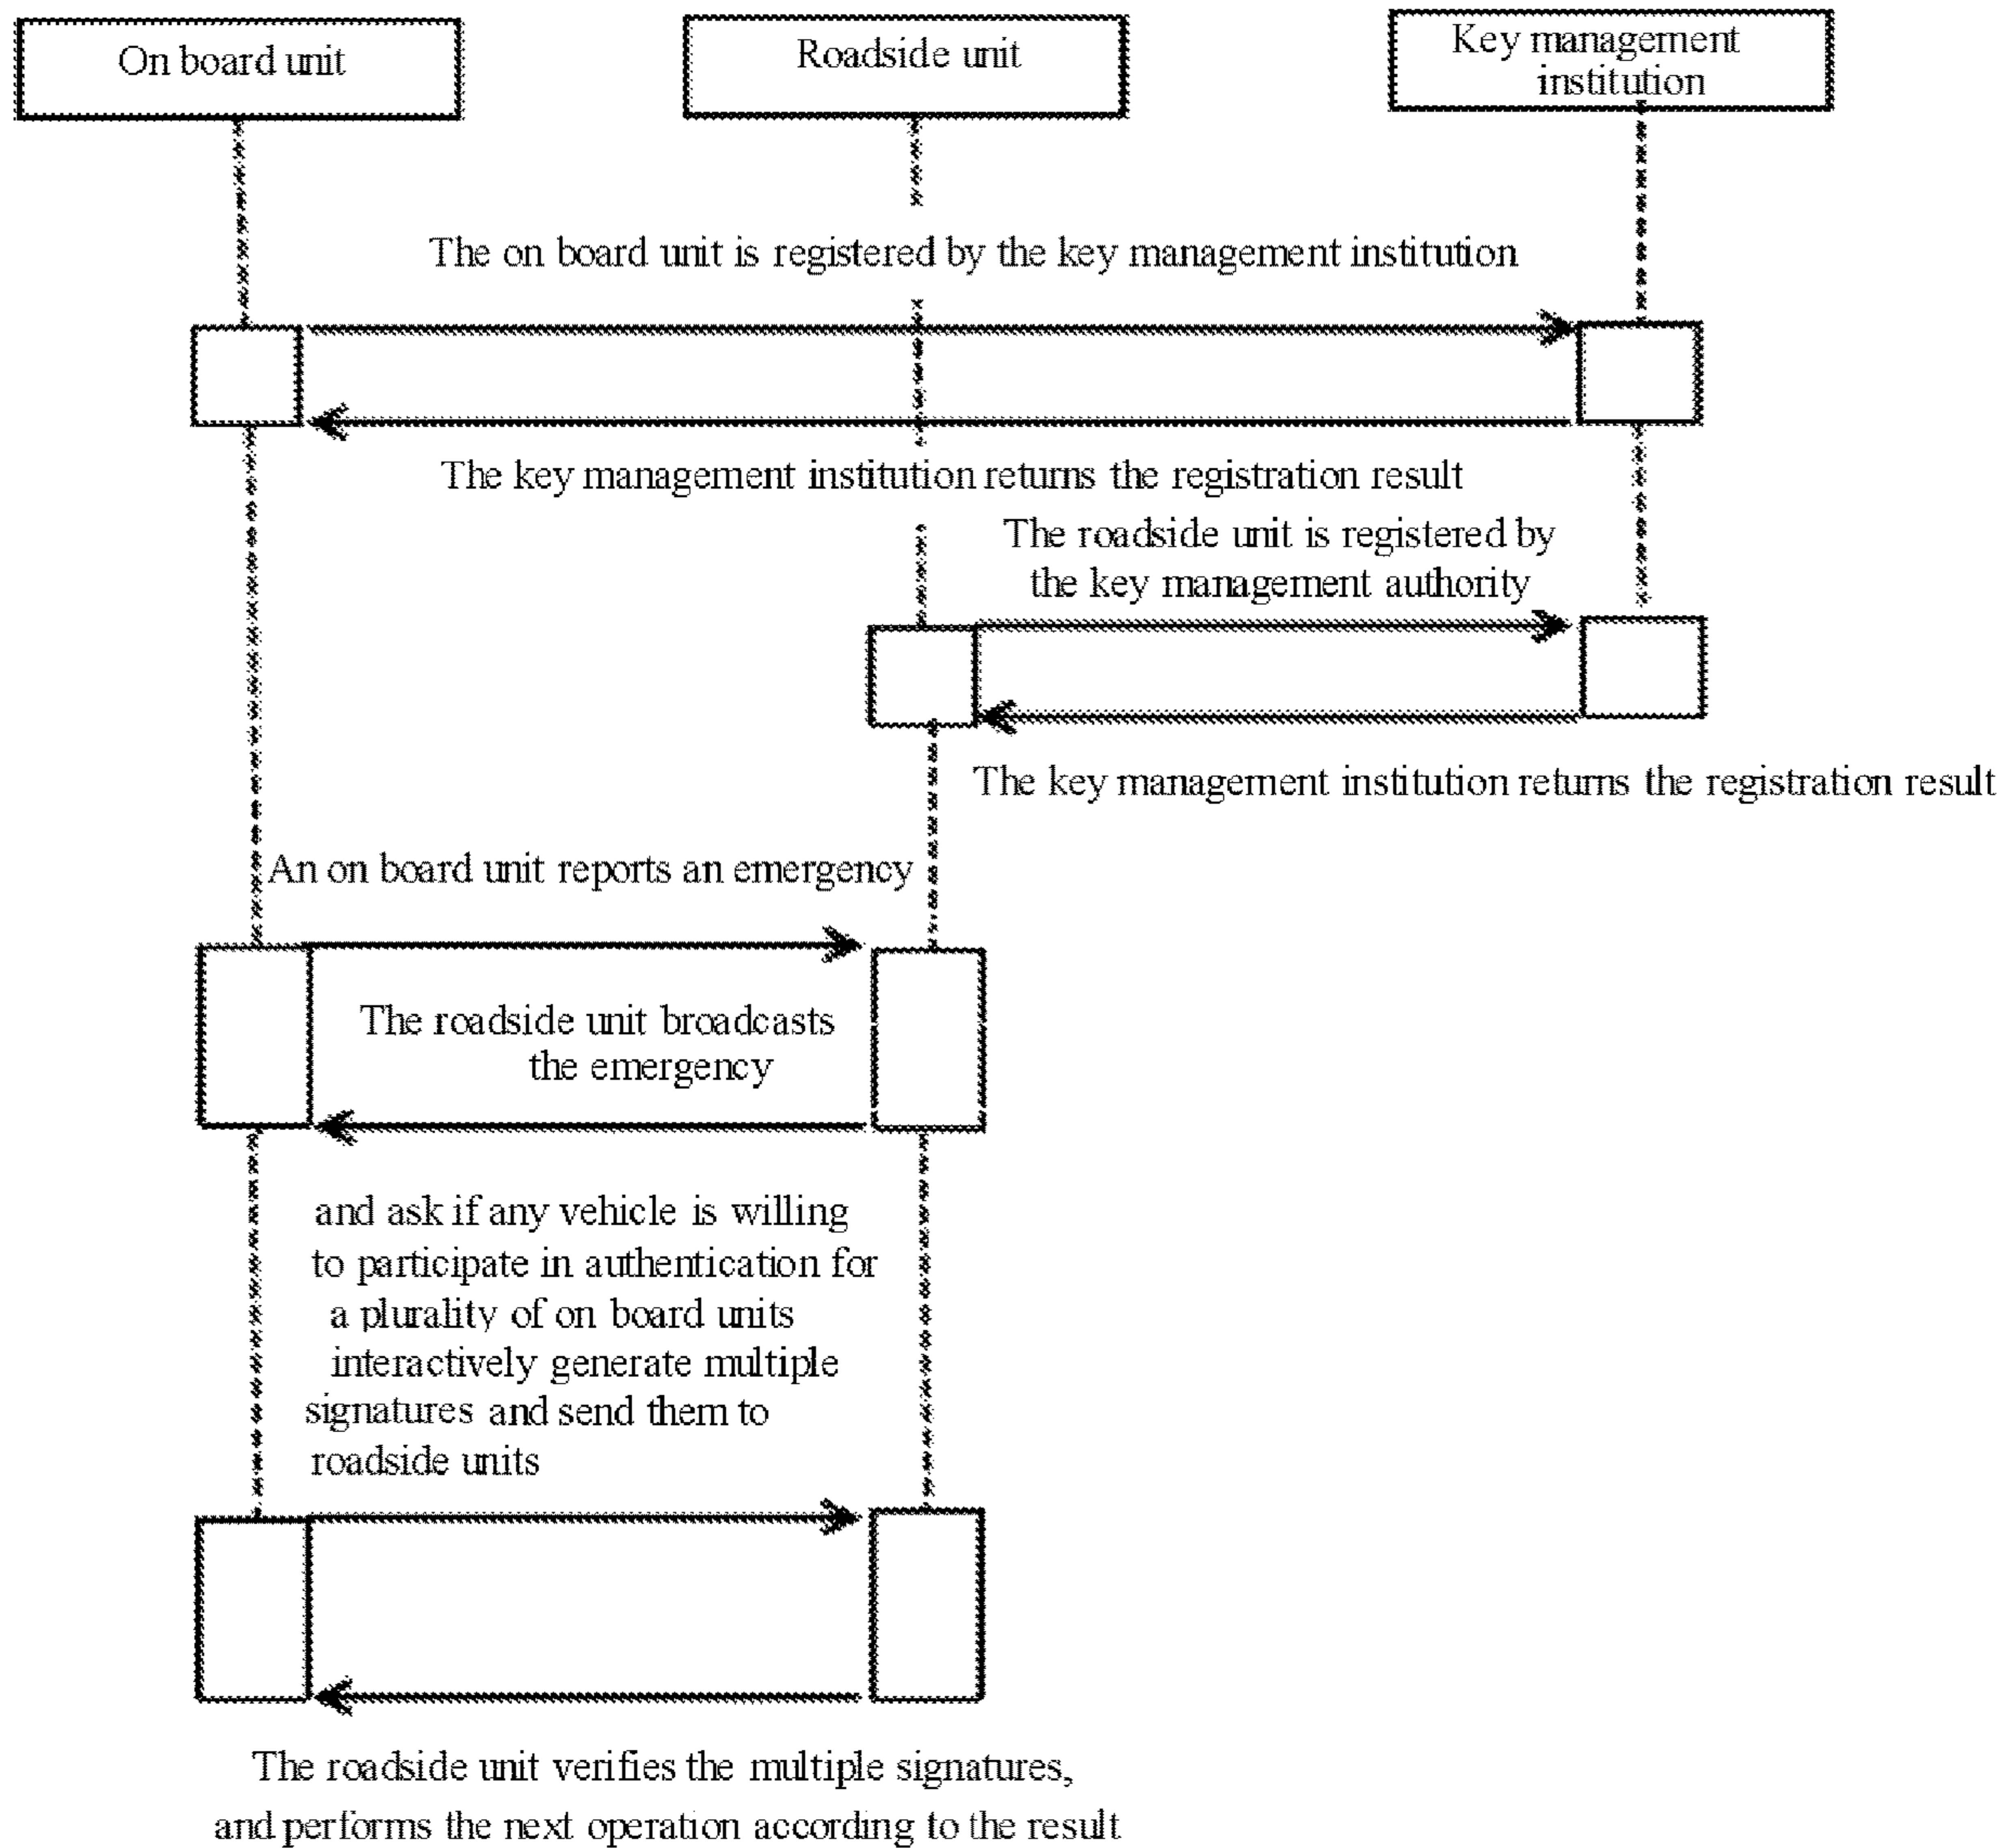 On board unit
Roadside unit
Key management
institution
The on board unit is registered by the key management institution
The key management institution returns the registration result
The roadside unit is registered by
the key management authority
The key management institution returns the registration result
An on board unit reports an emergency
The roadside unit broadcasts
the emergency
and ask if any vehicle is willing
to participate in authentication for
a plurality of on board units
interactively generate multiple
signatures and send them to
roadside units
The roadside unit verifies the multiple signatures,
and performs the next operation according to the result